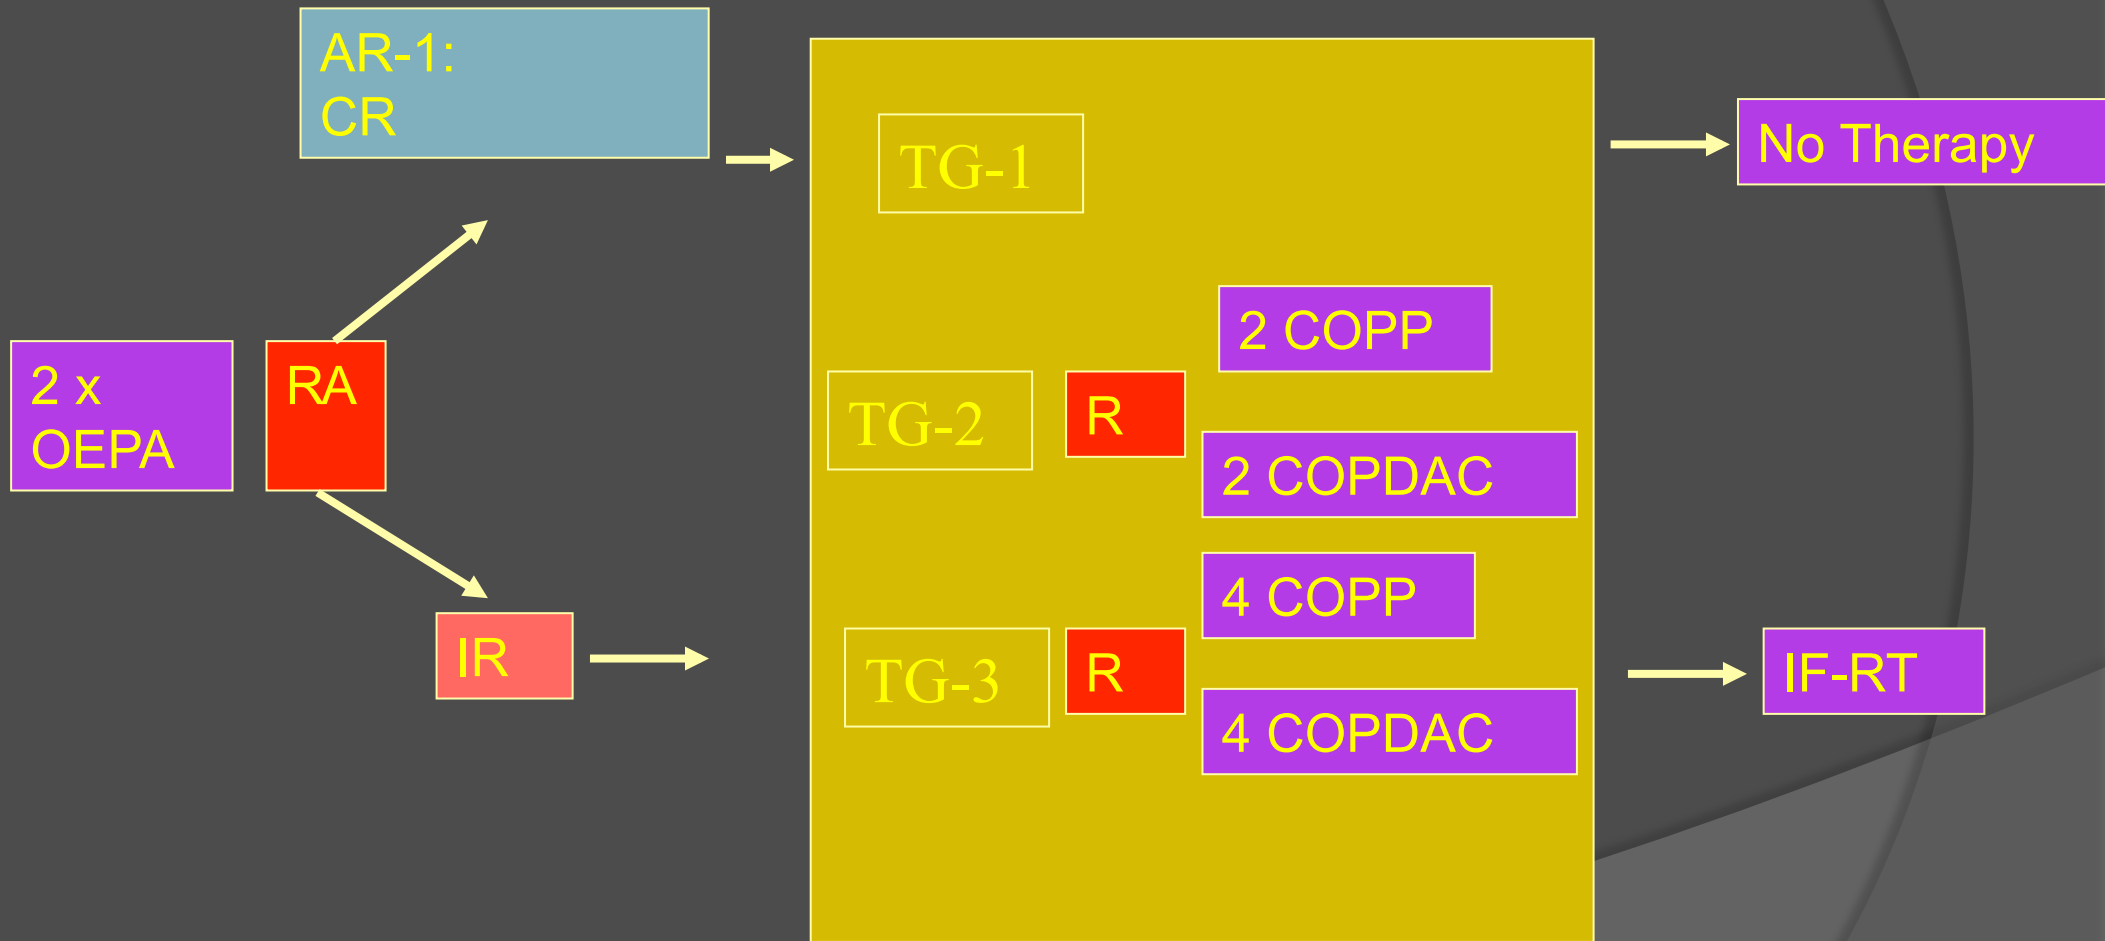 AR-1:
CR
TG-1
No Therapy
2 x
OEPA
RA
2 COPP
TG-2
R
2 COPDAC
4 COPP
IR
TG-3
R
4 COPDAC
IF-RT